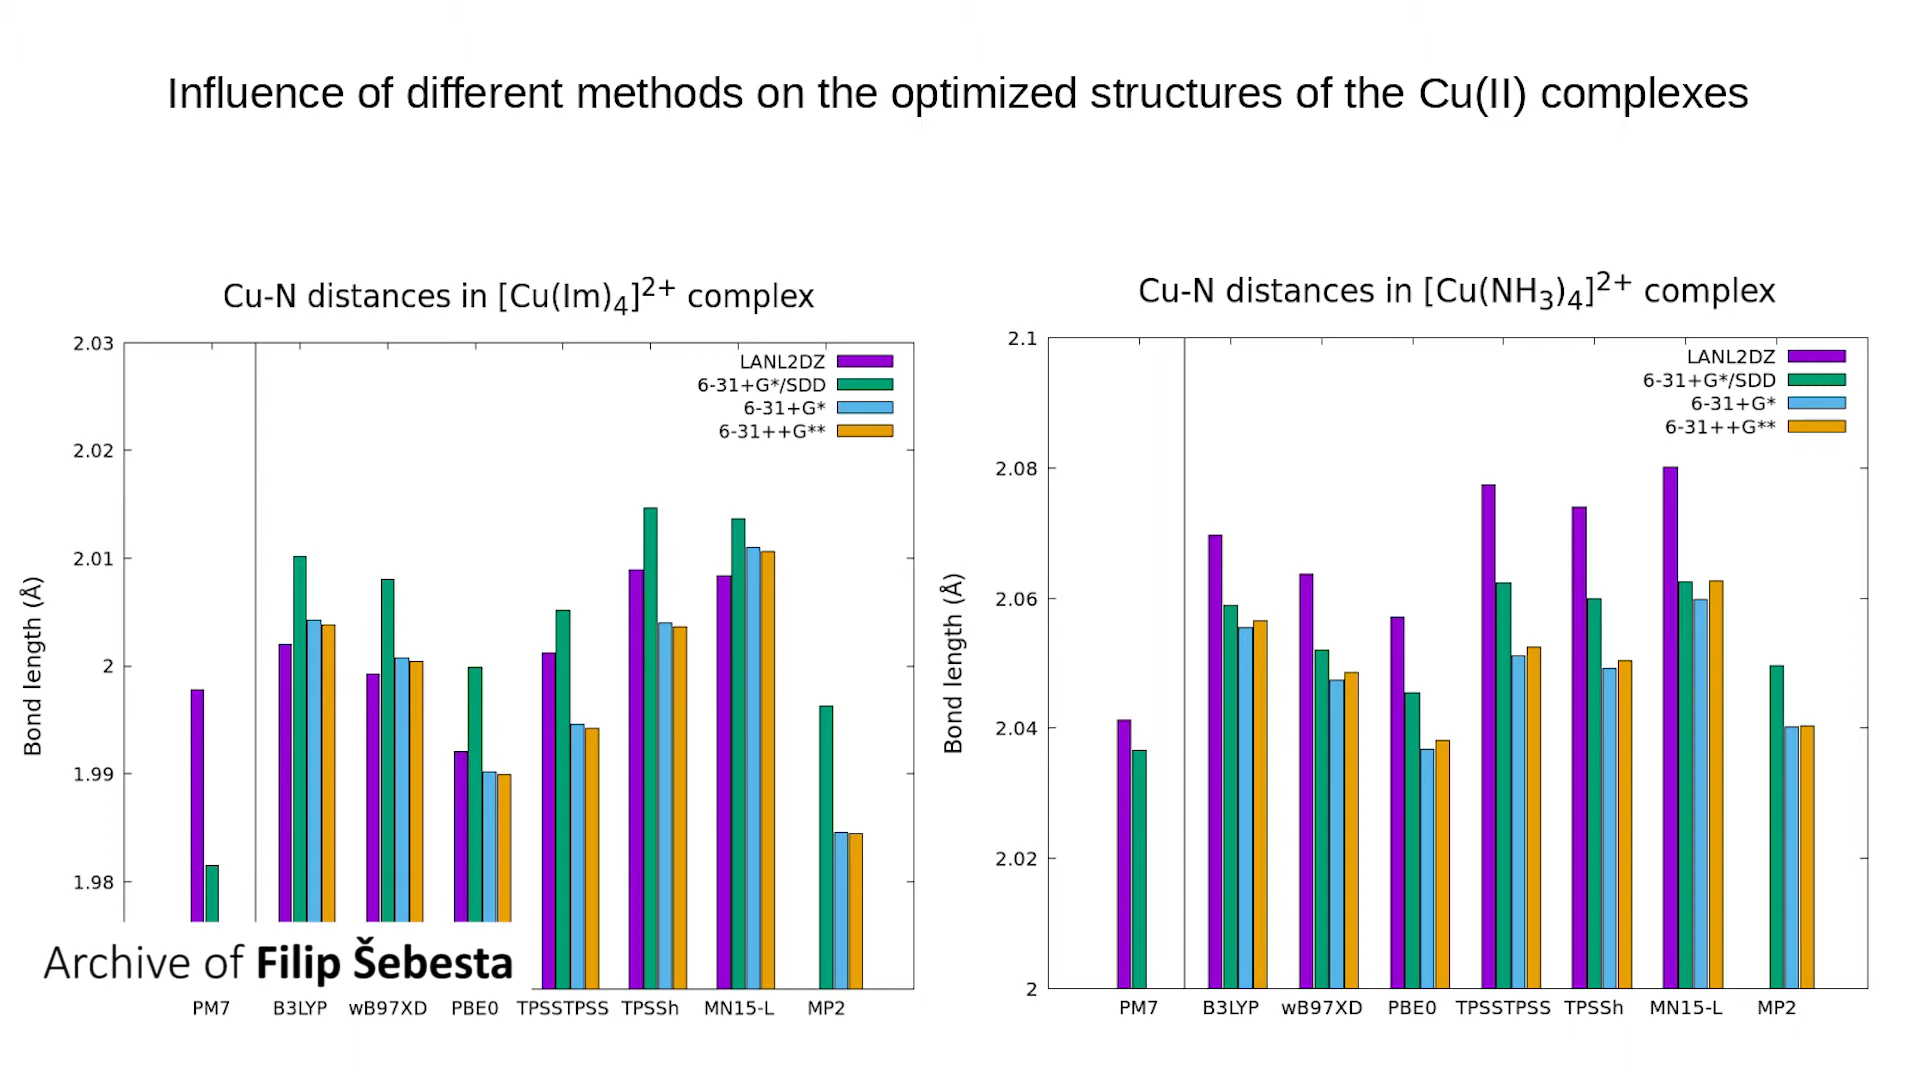 Influence of different methods on the optimized structures of the Cu(II) complexes
Cu-N distances in [Cu(Im)4]2+ complex
2.03
2.02
2.01
2
1.99
1.98
Bond length (Å)
LANL2DZ
6-31+G*/SDD
6-31+G*
6-31++G**
PM7 B3LYP wB97XD PBE0 TPSSTPSS TPSSh MN15-L MP2
Archive of Filip Šebesta
Cu-N distances in [Cu(NH3)4]2+ complex
2.1
2.08
2.06
2.04
2.02
2
Bond length (Å)
LANL2DZ
6-31+G*/SDD
6-31+G*
6-31++G**
PM7 B3LYP wB97XD PBE0 TPSSTPSS TPSSh MN15-L MP2